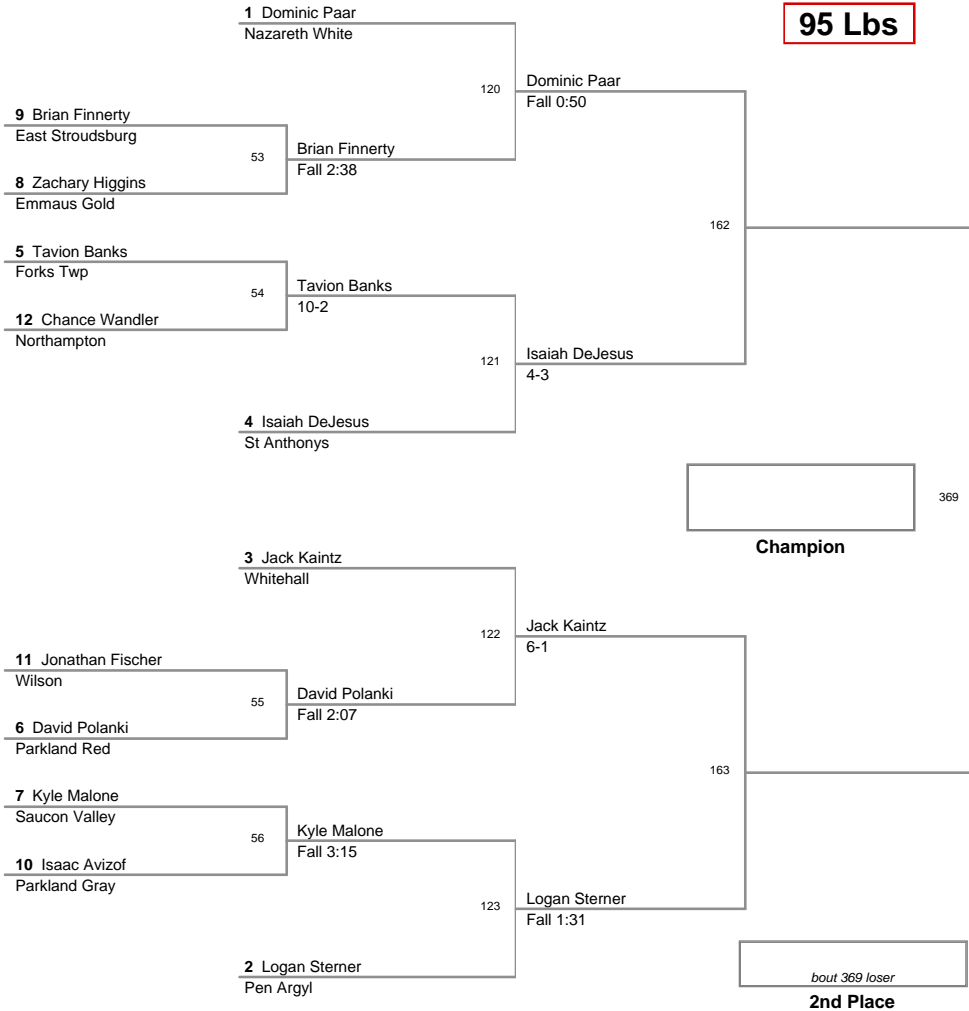 1 Dominic Paar
Nazareth White
95 Lbs
120
Dominic Paar
Fall 0:50
9 Brian Finnerty
East Stroudsburg
53
Brian Finnerty
Fall 2:38
8 Zachary Higgins
Emmaus Gold
162
5 Tavion Banks
Forks Twp
54
Tavion Banks
10-2
12 Chance Wandler
Northampton
121
Isaiah DeJesus
4-3
4 Isaiah DeJesus
St Anthonys
369
Champion
3 Jack Kaintz
Whitehall
122
Jack Kaintz
6-1
11 Jonathan Fischer
Wilson
55
David Polanki
Fall 2:07
6 David Polanki
Parkland Red
163
7 Kyle Malone
Saucon Valley
56
Kyle Malone
Fall 3:15
10 Isaac Avizof
Parkland Gray
123
Logan Sterner
Fall 1:31
2 Logan Sterner
Pen Argyl
bout 369 loser
2nd Place